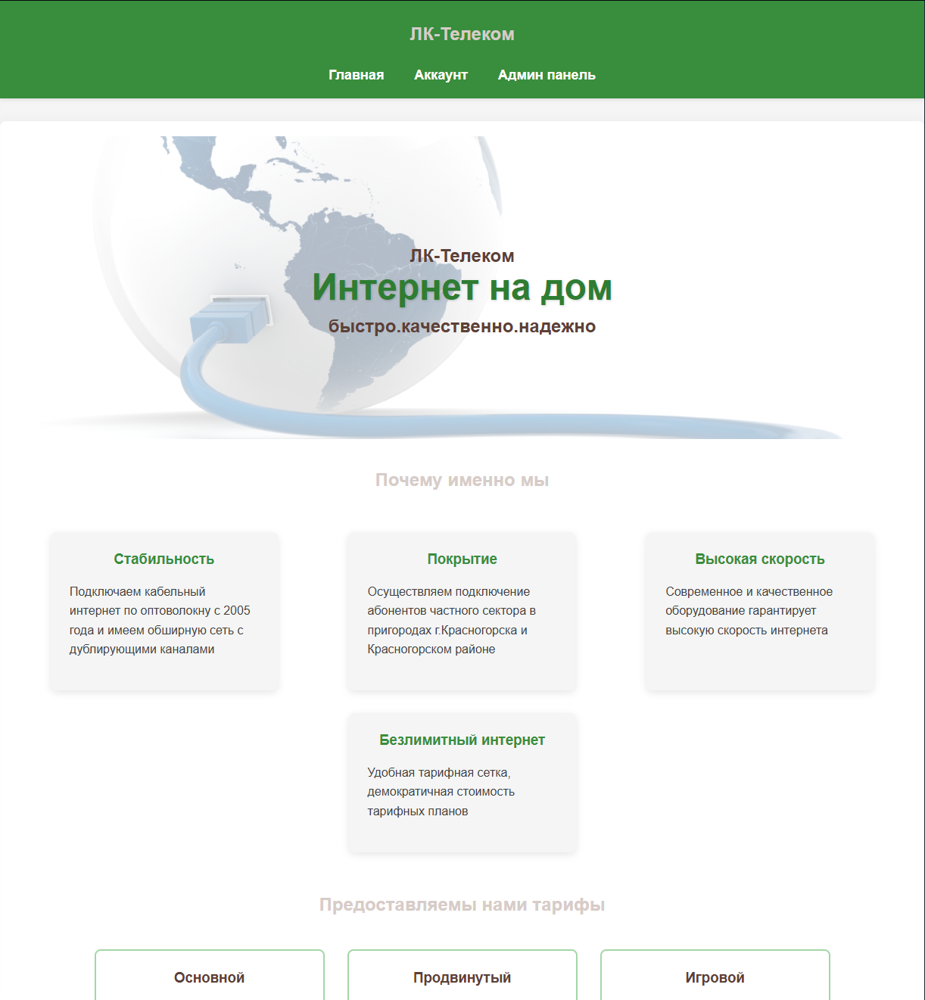 ЛК-Телеком
Главная Аккаунт Админ панель
ЛК-Телеком
Интернет на дом
быстро.качественно.надежно
Почему именно мы
Стабильность
Подключаем кабельный
интернет по оптоволокну с 2005
года и имеем обширную сеть с
дублирующими каналами
Покрытие
Осуществляем подключение
абонентов частного сектора в
пригородах г.Красногорска и
Красногорском районе
Высокая скорость
Современное и качественное
оборудование гарантирует
высокую скорость интернета
Безлимитный интернет
Удобная тарифная сетка,
демократичная стоимость
тарифных планов
Предоставляемы нами тарифы
Основной
Продвинутый
Игровой